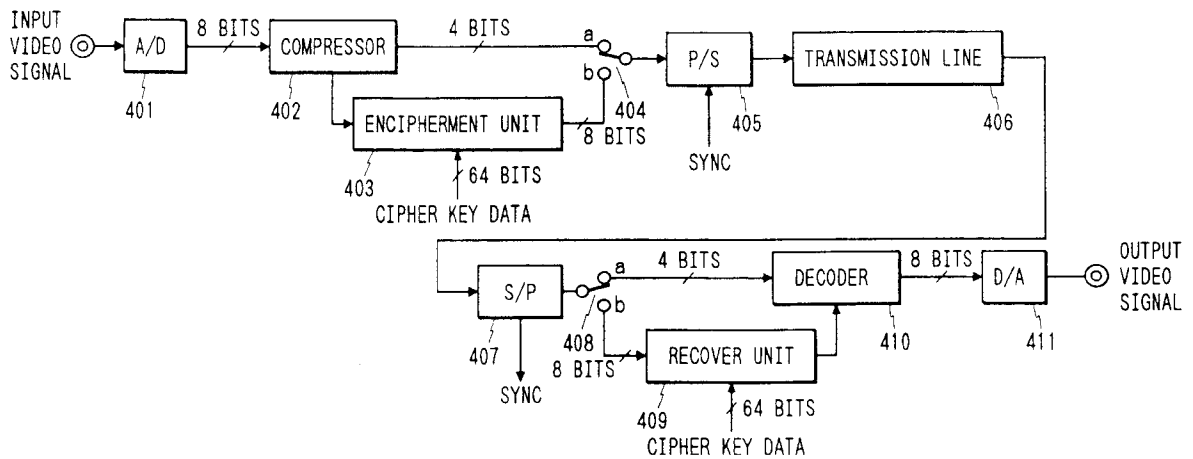 INPUT
VIDEO
SIGNAL
A/D
401
8 BITS
COMPRESSOR
402
4 BITS
a
b
404
ENCIPHERMENT UNIT
403
8 BITS
64 BITS
CIPHER KEY DATA
P/S
405
SYNC
TRANSMISSION LINE
406
S/P
407
SYNC
a
b
408
4 BITS
8 BITS
RECOVER UNIT
409
64 BITS
CIPHER KEY DATA
DECODER
410
8 BITS
D/A
411
OUTPUT
VIDEO
SIGNAL